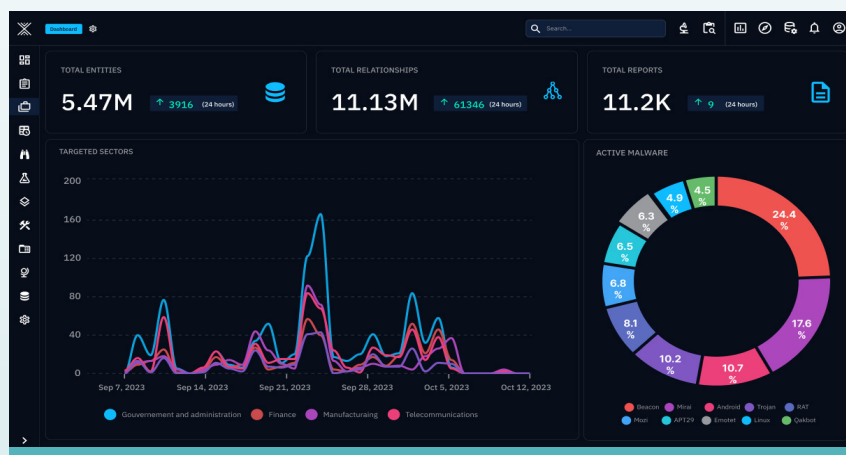 Dashboard
Search...
TOTAL ENTITIES
5.47M
3916 (24 hours)
TOTAL RELATIONSHIPS
11.13M
61346 (24 hours)
TOTAL REPORTS
11.2K
9 (24 hours)
TARGETED SECTORS
200
160
120
80
40
0
Sep 7, 2023 Sep 14, 2023 Sep 21, 2023 Sep 28, 2023 Oct 5, 2023 Oct 12, 2023
Gouvernement and administration Finance Manufacturaing Telecommunications
ACTIVE MALWARE
24.4 %
17.6 %
10.7 %
10.2 %
8.1 %
6.8 %
6.5 %
6.3 %
4.9 %
4.5 %
Beacon Mirai Android Trojan RAT
Mozi APT29 Emotet Linux Qakbot